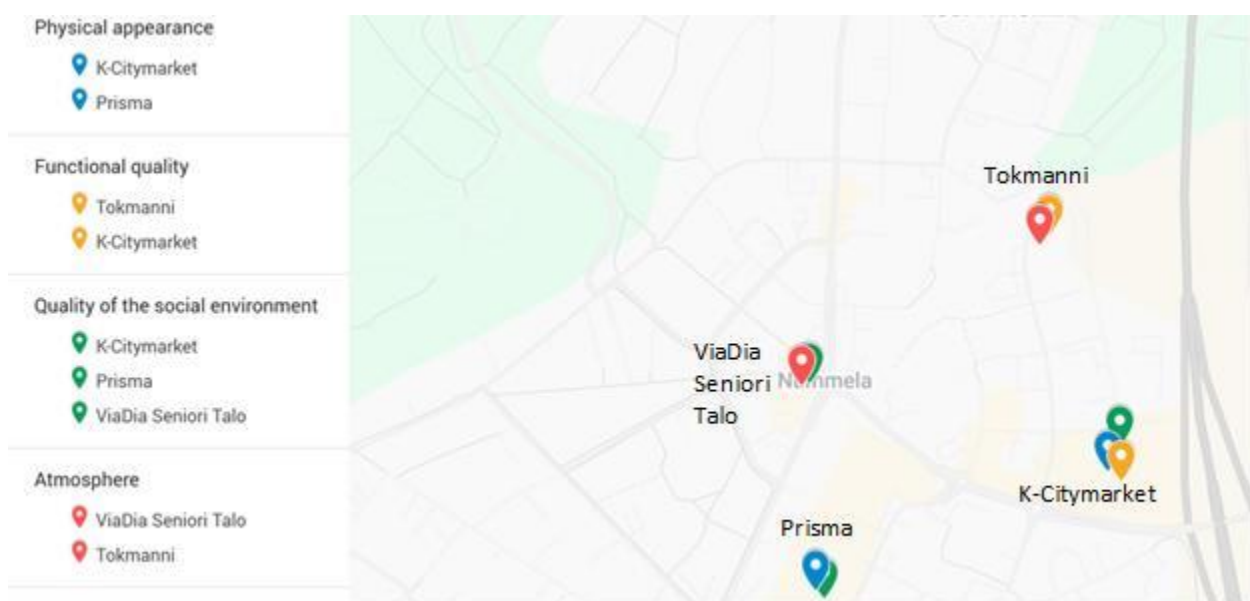 Physical appearance
K-Citymarket
Prisma
Functional quality
Tokmanni
K-Citymarket
Quality of the social environment
K-Citymarket
Prisma
ViaDia Seniori Talo
Atmosphere
ViaDia Seniori Talo
Tokmanni
Tokmanni
ViaDia
Seniori
Talo
Nummela
K-Citymarket
Prisma